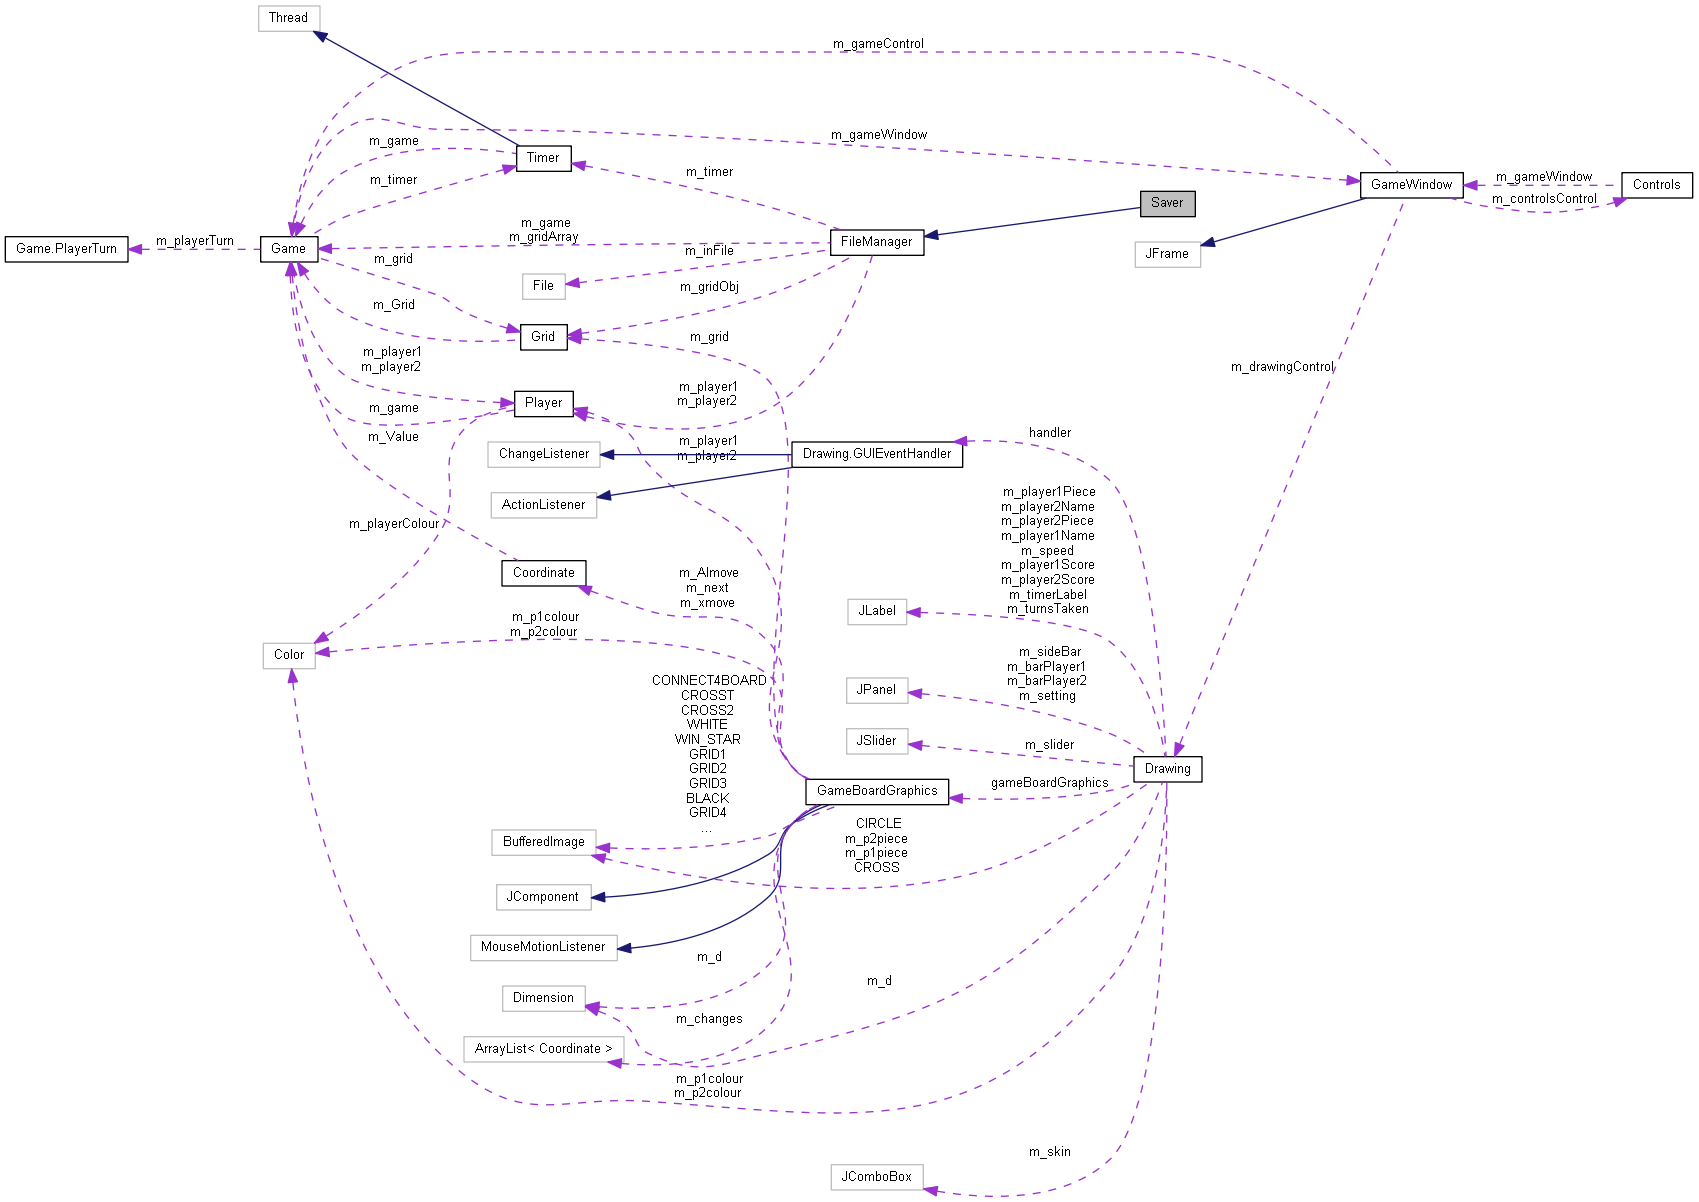 Thread
m_gameControl
m_gameWindow
m_game
Timer
m_timer
m_timer
GameWindow
m_gameWindow
Controls
m_controlsControl
Saver
Game.PlayerTurn
m_playerTurn
Game
m_game
m_gridArray
FileManager
JFrame
m_grid
m_inFile
File
m_gridObj
m_Grid
Grid
m_grid
m_player1
m_player2
m_drawingControl
m_player1
m_player2
m_game
Player
m_Value
m_player1
m_player2
ChangeListener
Drawing.GUIEventHandler
handler
ActionListener
m_playerColour
m_player1Piece
m_player2Name
m_player2Piece
m_player1Name
m_speed
m_player1Score
m_player2Score
m_timerLabel
m_turnsTaken
Coordinate
m_AImove
m_next
m_xmove
JLabel
m_p1colour
m_p2colour
Color
m_sideBar
m_barPlayer1
m_barPlayer2
m_setting
JPanel
CONNECT4BOARD
CROSST
CROSS2
WHITE
WIN_STAR
GRID1
GRID2
GRID3
BLACK
GRID4
...
JSlider
m_slider
Drawing
gameBoardGraphics
GameBoardGraphics
CIRCLE
m_p2piece
m_p1piece
CROSS
BufferedImage
JComponent
MouseMotionListener
m_d
m_d
Dimension
m_changes
ArrayList< Coordinate >
m_p1colour
m_p2colour
m_skin
JComboBox